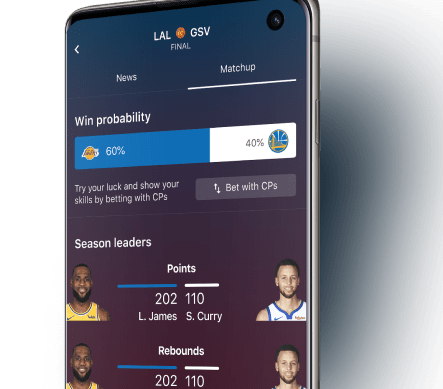 LAL GSV
FINAL
News
Matchup
Win probability
60%
40%
Try your luck and show your
skills by betting with CPs
Bet with CPs
Season leaders
Points
202 110
L. James S. Curry
Rebounds
202 110